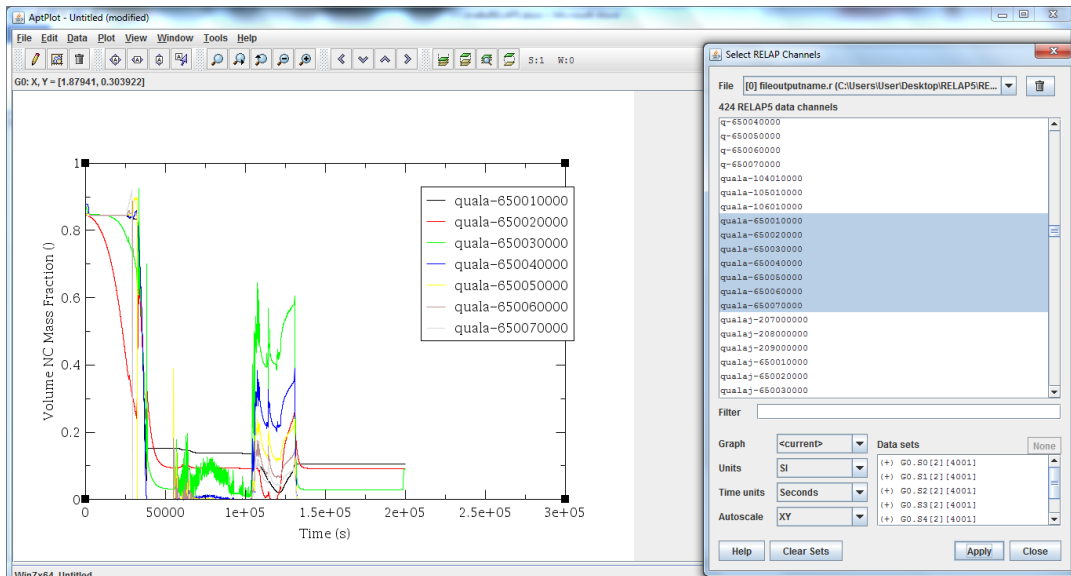 AptPlot - Untitled (modified)
File Edit Data Plot View Window Tools Help
S:1 W:0
G0: X, Y = [1.87941, 0.303922]
1
0.8
0.6
0.4
0.2
0
Volume NC Mass Fraction ()
0 50000 1e+05 1.5e+05 2e+05 2.5e+05 3e+05
Time (s)
quala-650010000
quala-650020000
quala-650030000
quala-650040000
quala-650050000
quala-650060000
quala-650070000
Select RELAP Channels
File [0] fileoutputname.r (C:\Users\User\Desktop\RELAP5\RE...
424 RELAP5 data channels
q-650040000
q-650050000
q-650060000
q-650070000
quala-104010000
quala-105010000
quala-106010000
quala-650010000
quala-650020000
quala-650030000
quala-650040000
quala-650050000
quala-650060000
quala-650070000
qualaj-207000000
qualaj-208000000
qualaj-209000000
qualaj-650010000
qualaj-650020000
qualaj-650030000
Filter
Graph <current>
Units SI
Time units Seconds
Autoscale XY
Data sets None
(+) G0.S0[2][4001]
(+) G0.S1[2][4001]
(+) G0.S2[2][4001]
(+) G0.S3[2][4001]
(+) G0.S4[2][4001]
Help Clear Sets Apply Close